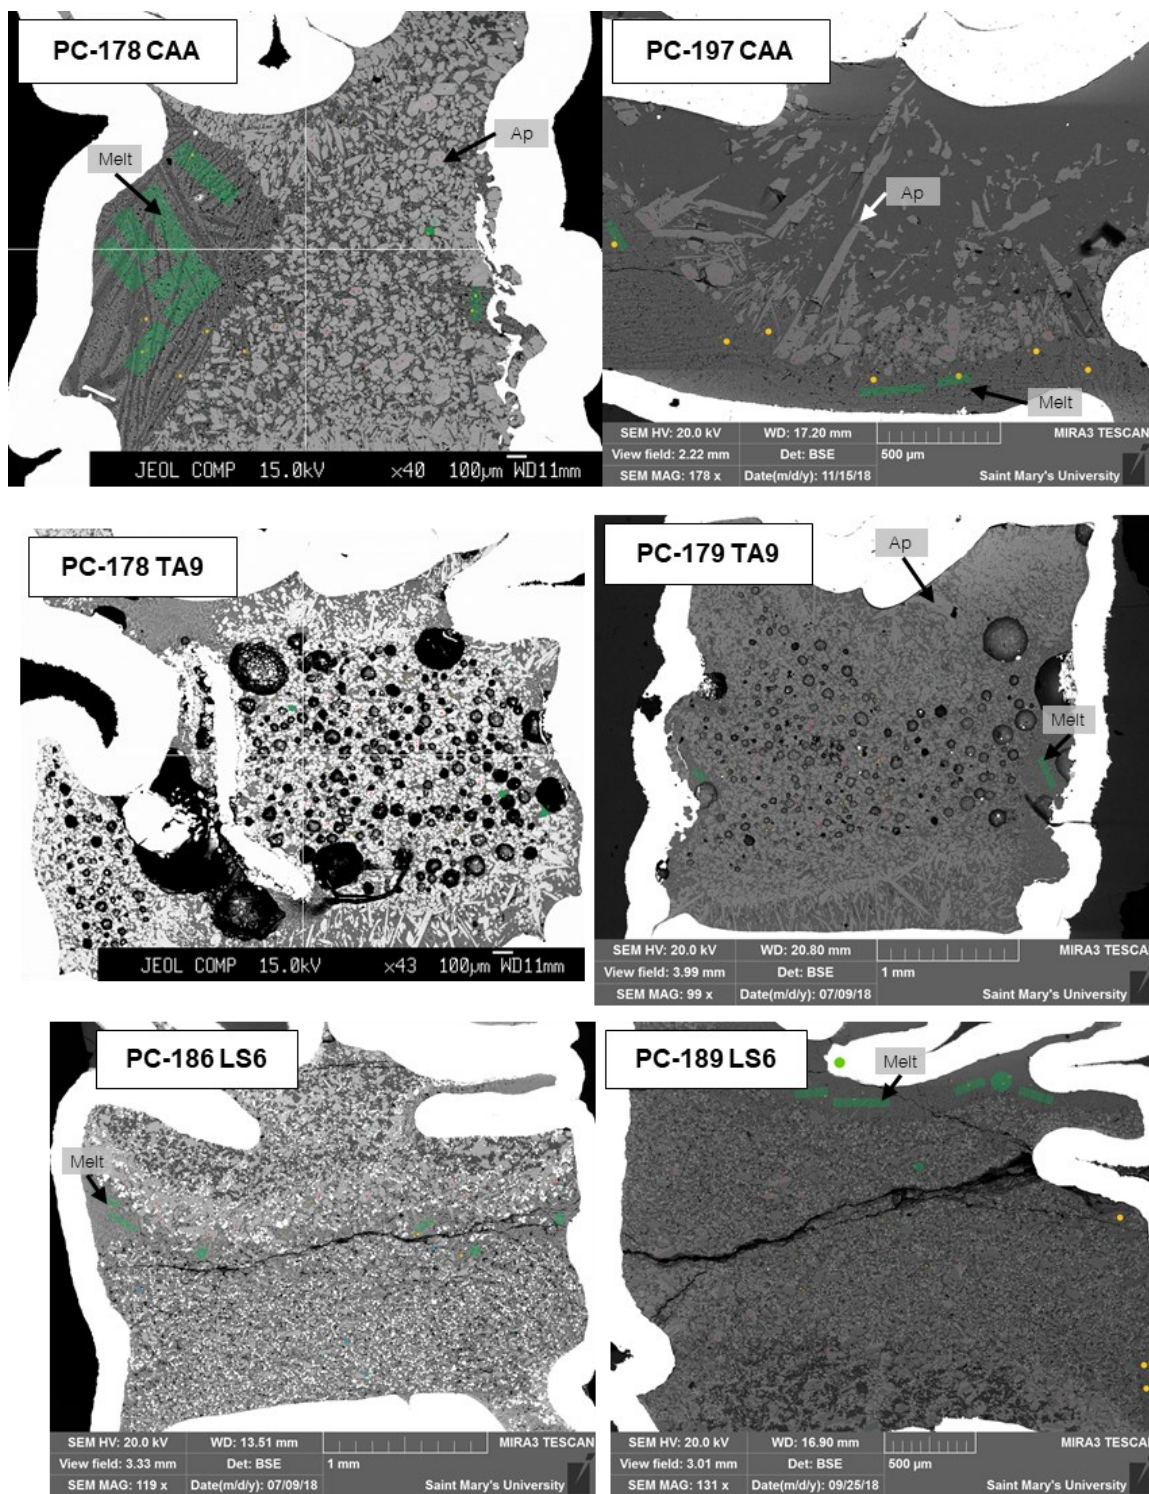 PC-178 CAA
Melt
Ap
JEOL COMP 15.0kV x40 100µm WD11mm
PC-197 CAA
Ap
Melt
SEM HV: 20.0 kV WD: 17.20 mm MIRA3 TESCAN
View field: 2.22 mm Det: BSE 500 µm
SEM MAG: 178 x Date(m/d/y): 11/15/18 Saint Mary's University
PC-178 TA9
JEOL COMP 15.0kV x43 100µm WD11mm
PC-179 TA9
Ap
Melt
SEM HV: 20.0 kV WD: 20.80 mm MIRA3 TESCAN
View field: 3.99 mm Det: BSE 1 mm
SEM MAG: 99 x Date(m/d/y): 07/09/18 Saint Mary's University
PC-186 LS6
Melt
SEM HV: 20.0 kV WD: 13.51 mm MIRA3 TESCAN
View field: 3.33 mm Det: BSE 1 mm
SEM MAG: 119 x Date(m/d/y): 07/09/18 Saint Mary's University
PC-189 LS6
Melt
SEM HV: 20.0 kV WD: 16.90 mm MIRA3 TESCAN
View field: 3.01 mm Det: BSE 500 µm
SEM MAG: 131 x Date(m/d/y): 09/25/18 Saint Mary's University